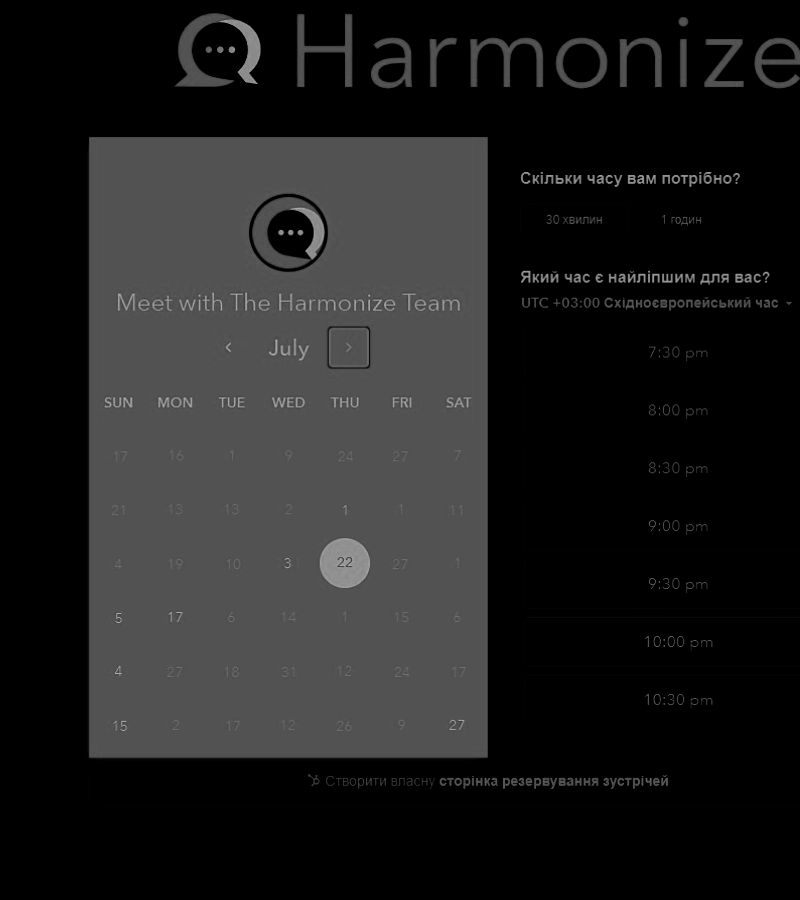 Harmonize
Meet with The Harmonize Team
July
SUN MON TUE WED THU FRI SAT
17 16 1 9 24 27 7
21 13 13 2 1 1 11
4 19 10 3 22 27 1
5 17 6 14 1 15 6
4 27 18 31 12 24 17
15 2 17 12 26 9 27
Скільки часу вам потрібно?
30 хвилин 1 годин
Який час є найліпшим для вас?
UTC +03:00 Східноєвропейський час
7:30 pm
8:00 pm
8:30 pm
9:00 pm
9:30 pm
10:00 pm
10:30 pm
Створити власну сторінка резервування зустрічей